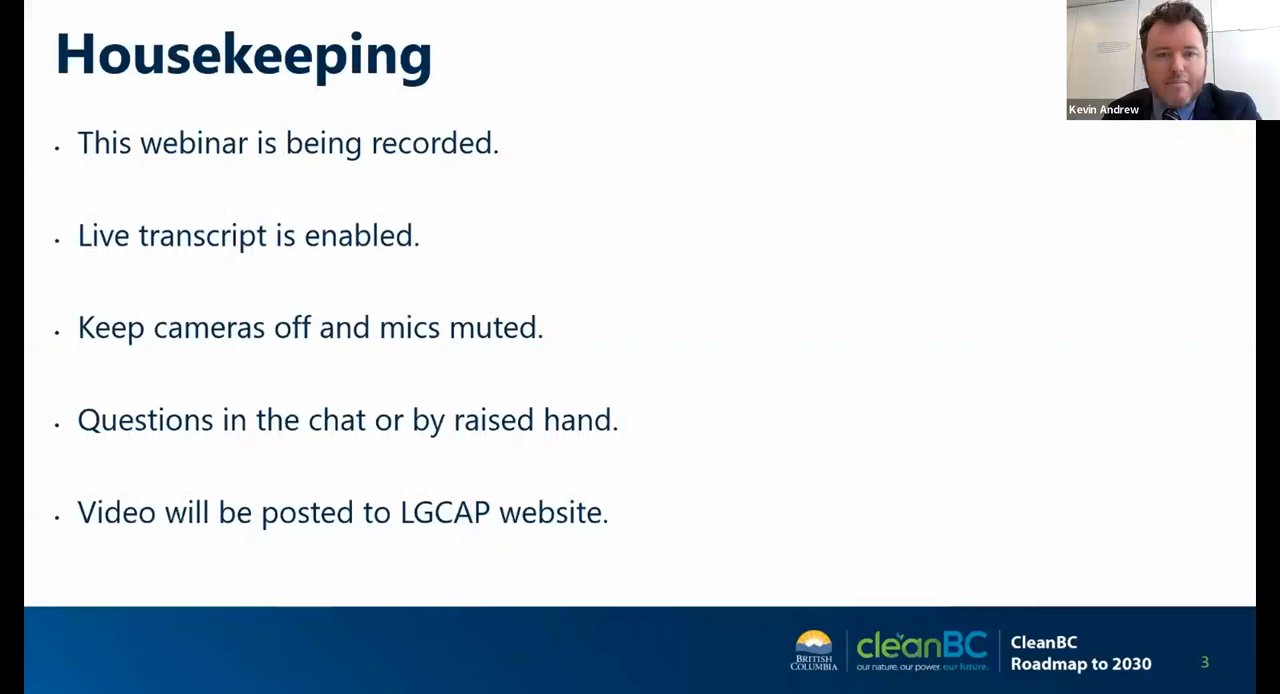 Housekeeping
Kevin Andrew
• This webinar is being recorded.
• Live transcript is enabled.
• Keep cameras off and mics muted.
• Questions in the chat or by raised hand.
• Video will be posted to LGCAP website.
BRITISH
COLUMBIA
cleanBC
our nature. our power. our future.
CleanBC
Roadmap to 2030
3